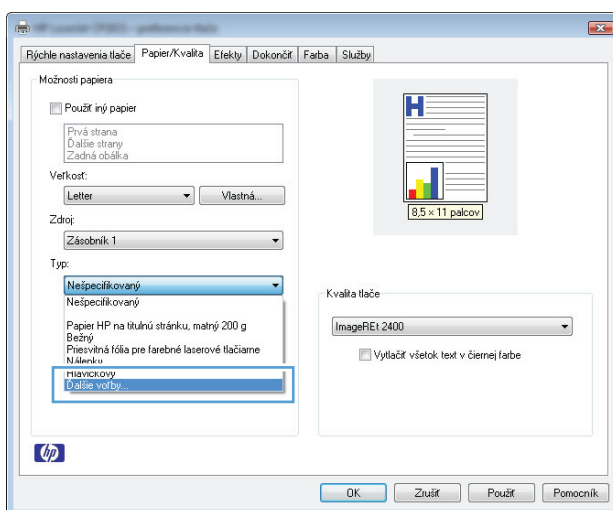 Rýchle nastavenia tlače Papier/Kvalita Efekty Dokončiť Farba Služby
Možnosti papiera
Použiť iný papier
Prvá strana
Ďalšie strany
Zadná obálka
Veľkosť:
Letter Vlastná...
8,5 × 11 palcov
Zdroj:
Zásobník 1
Typ:
Nešpecifikovaný
Nešpecifikovaný
Papier HP na titulnú stránku, matný 200 g
Bežný
Priesvitná fólia pre farebné laserové tlačiarne
Nálepky
Hlavičkový
Ďalšie voľby...
Kvalita tlače
ImageREt 2400
Vytlačiť všetok text v čiernej farbe
hp
OK Zrušiť Použiť Pomocník